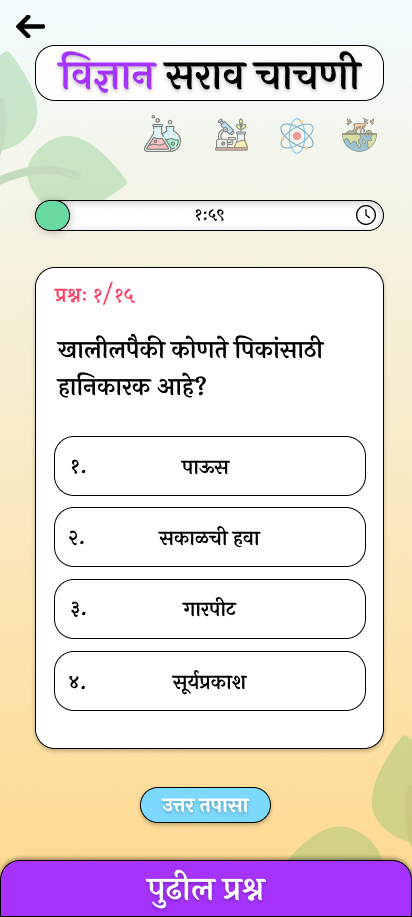 विज्ञान सराव चाचणी
१:५९
प्रश्न: १/१५
खालीलपैकी कोणते पिकांसाठी
हानिकारक आहे?
१. पाऊस
२. सकाळची हवा
३. गारपीट
४. सूर्यप्रकाश
उत्तर तपासा
पुढील प्रश्न